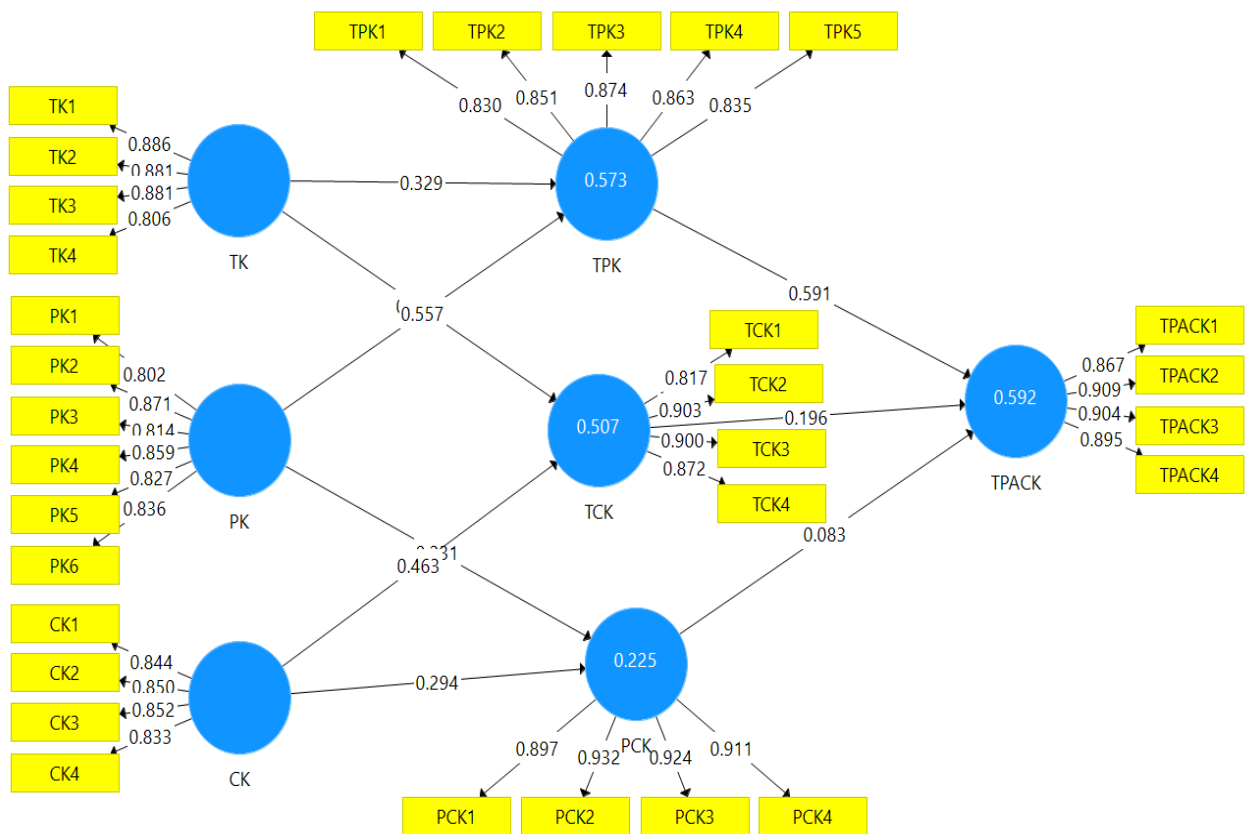 TPK1 TPK2 TPK3 TPK4 TPK5
0.830 0.851 0.874 0.863 0.835
TK1
TK2
TK3
TK4
0.886
0.881
0.881
0.806
TK
0.329
0.573
TPK
0.557
0.591
PK1
PK2
PK3
PK4
PK5
PK6
0.802
0.871
0.814
0.859
0.827
0.836
PK
TCK1
TCK2
TCK3
TCK4
0.817
0.903
0.900
0.872
0.507
TCK
0.196
0.592
TPACK
TPACK1
TPACK2
TPACK3
TPACK4
0.867
0.909
0.904
0.895
0.463
0.083
CK1
CK2
CK3
CK4
0.844
0.850
0.852
0.833
CK
0.294
0.225
PCK
0.897 0.932 0.924 0.911
PCK1 PCK2 PCK3 PCK4